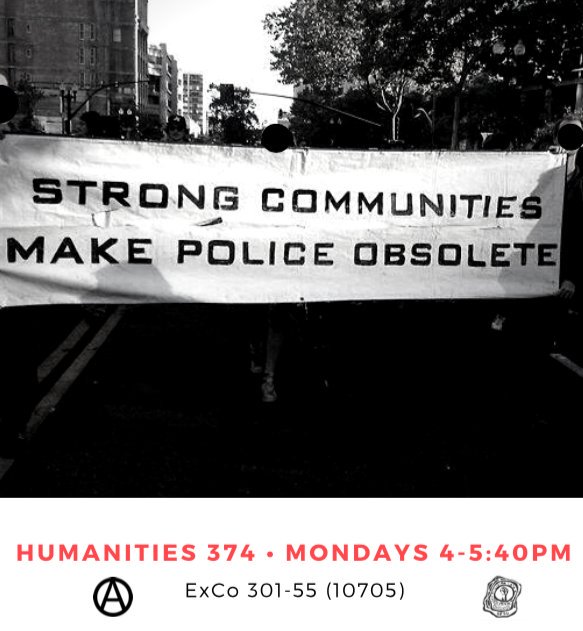 STRONG COMMUNITIES
MAKE POLICE OBSOLETE
HUMANITIES 374 • MONDAYS 4-5:40PM
ExCo 301-55 (10705)